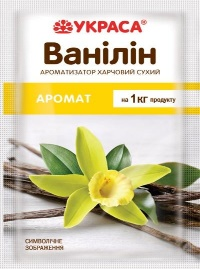 УКРАСА®
Ванілін
АРОМАТИЗАТОР ХАРЧОВИЙ СУХИЙ
АРОМАТ
на 1 КГ продукту
СИМВОЛІЧНЕ
ЗОБРАЖЕННЯ